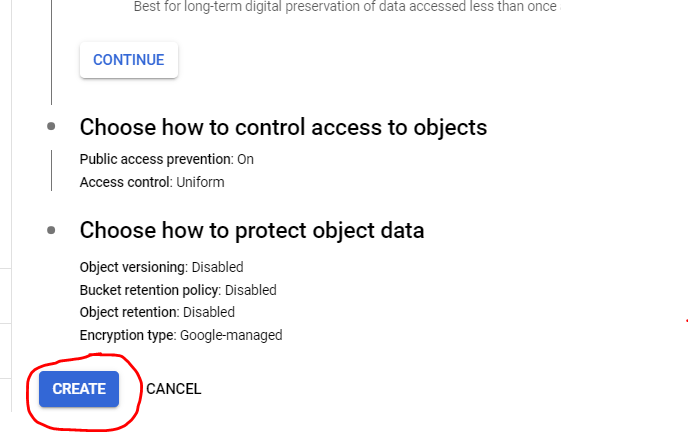 Best for long-term digital preservation of data accessed less than once
CONTINUE
Choose how to control access to objects
Public access prevention: On
Access control: Uniform
Choose how to protect object data
Object versioning: Disabled
Bucket retention policy: Disabled
Object retention: Disabled
Encryption type: Google-managed
CREATE CANCEL